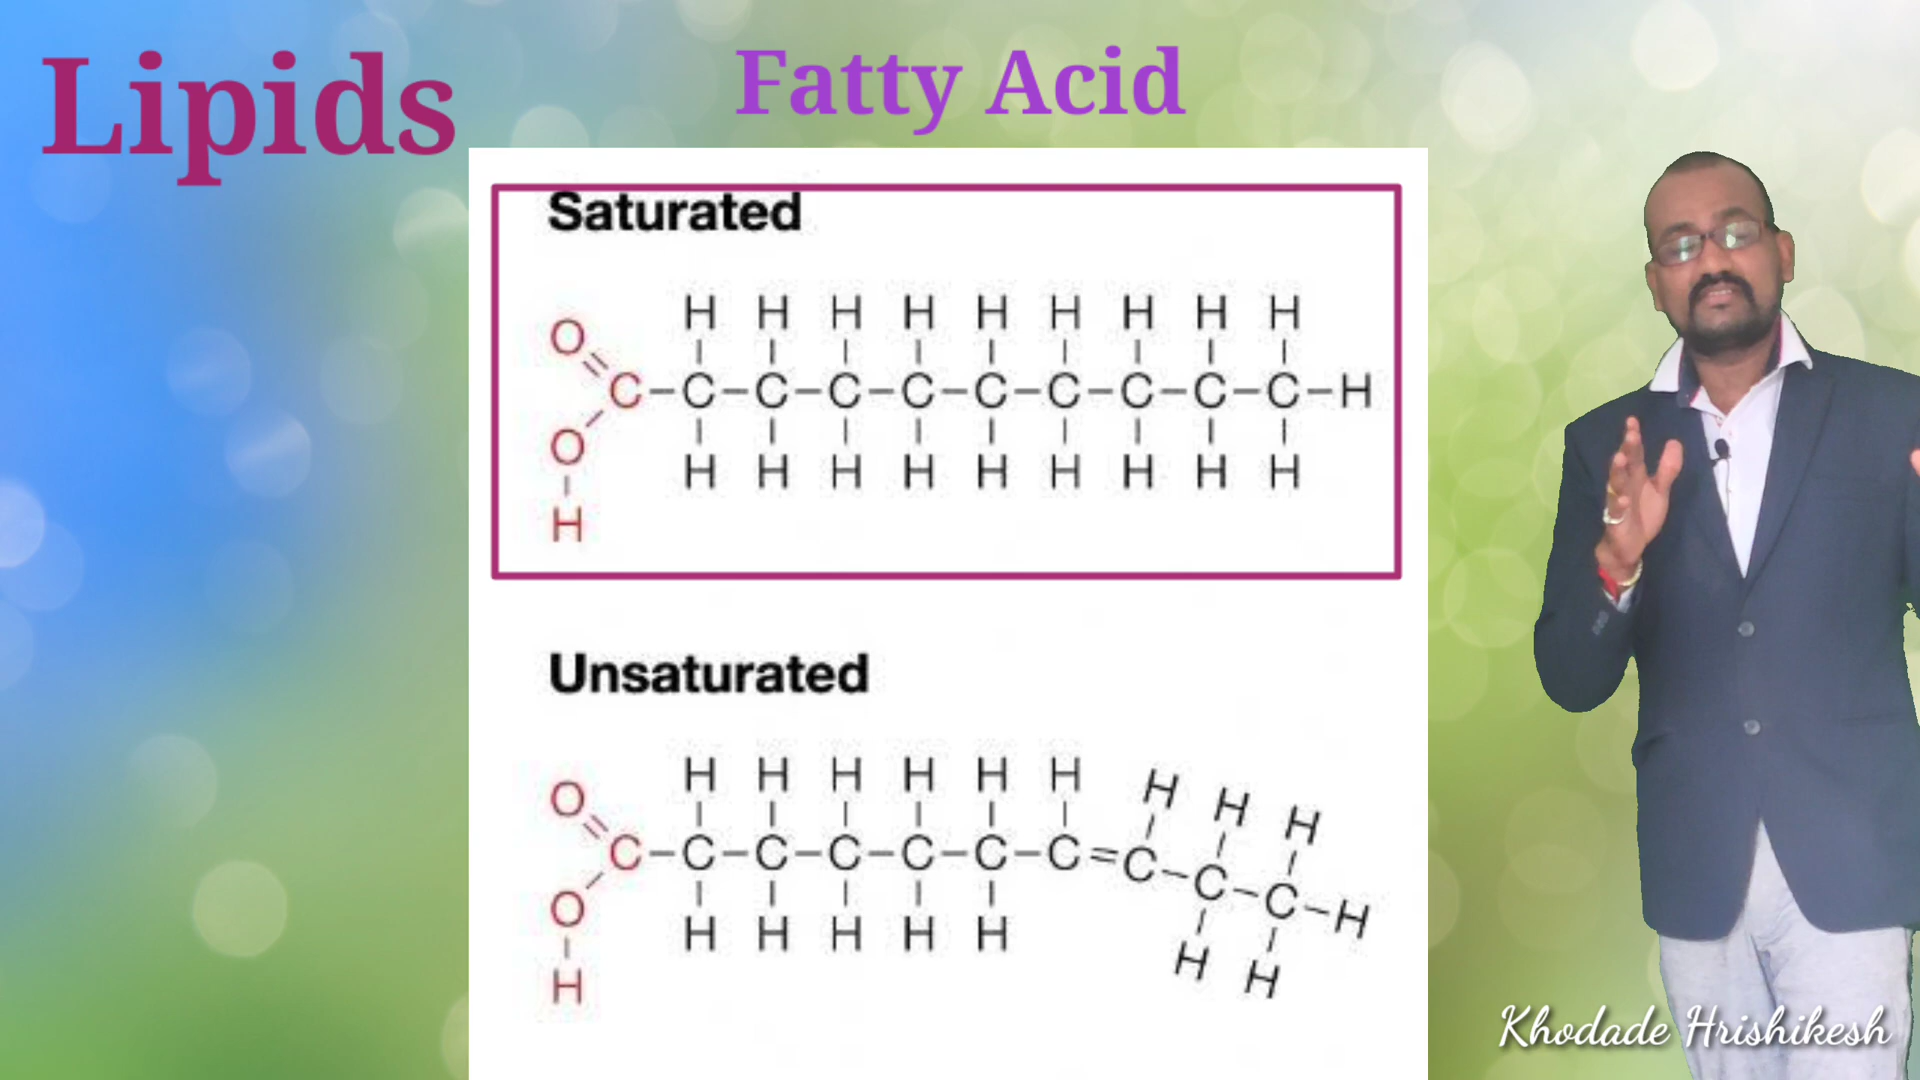 Lipids
Fatty Acid
Saturated
H H H H H H H H H
O
C-C-C-C-C-C-C-C-C-C-H
O
H H H H H H H H H
H
Unsaturated
H H H H H H H H H
O
C-C-C-C-C-C-C=C-C-C-H
O
H H H H H H H
H
Khodade Hrishikesh